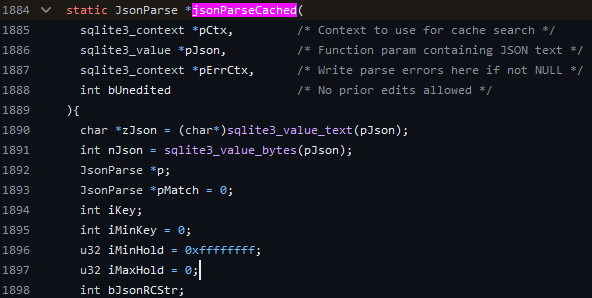 1884 static JsonParse *jsonParseCached(
1885   sqlite3_context *pCtx,       /* Context to use for cache search */
1886   sqlite3_value *pJson,        /* Function param containing JSON text */
1887   sqlite3_context *pErrCtx,    /* Write parse errors here if not NULL */
1888   int bUnedited                /* No prior edits allowed */
1889 ){
1890   char *zJson = (char*)sqlite3_value_text(pJson);
1891   int nJson = sqlite3_value_bytes(pJson);
1892   JsonParse *p;
1893   JsonParse *pMatch = 0;
1894   int iKey;
1895   int iMinKey = 0;
1896   u32 iMinHold = 0xffffffff;
1897   u32 iMaxHold = 0;
1898   int bJsonRCStr;